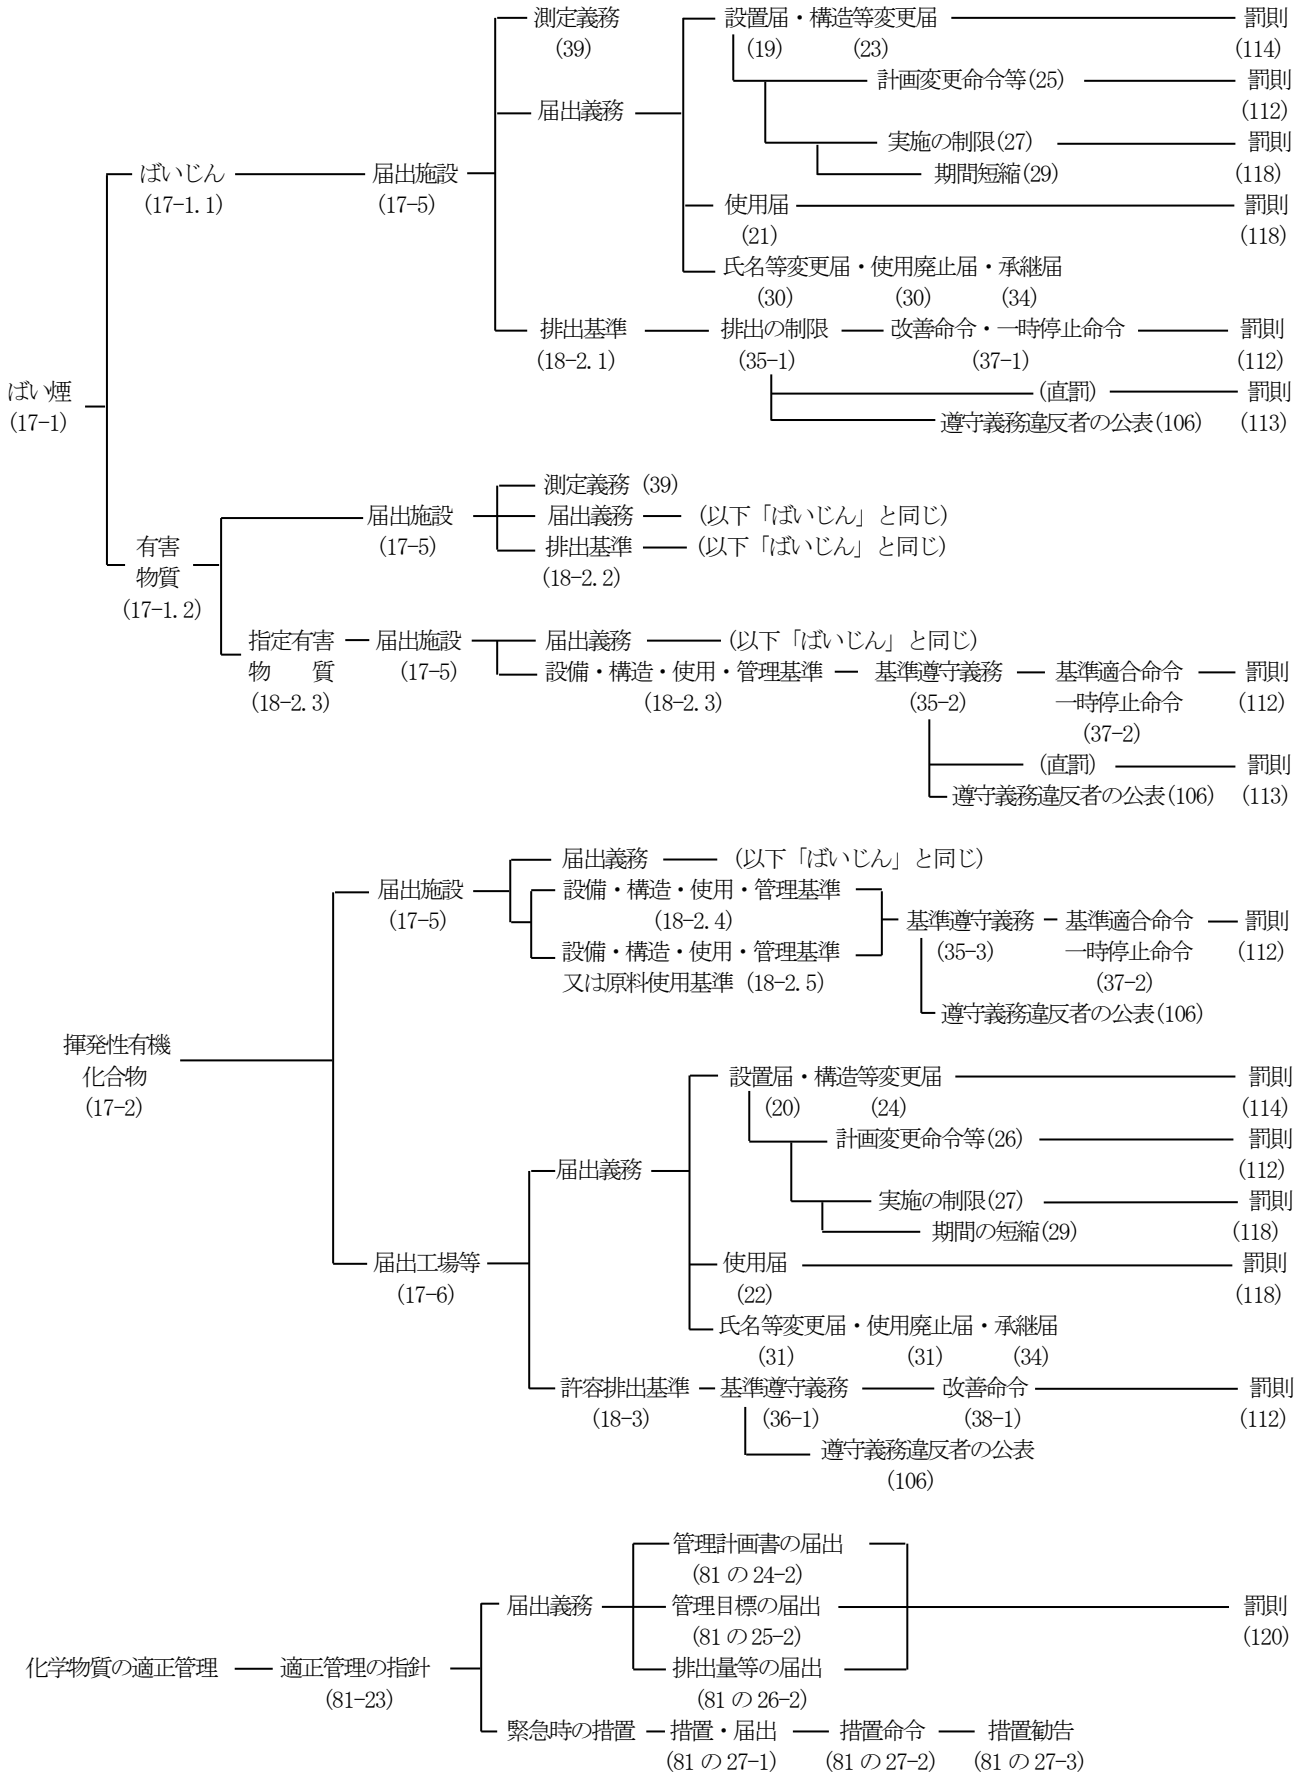 測定義務
(39)
設置届・構造等変更届 罰則
(19) (23) (114)
計画変更命令等(25) 罰則
届出義務 (112)
実施の制限(27) 罰則
ばいじん 届出施設 期間短縮(29) (118)
(17-1.1) (17-5) 使用届 罰則
(21) (118)
氏名等変更届・使用廃止届・承継届
(30) (30) (34)
排出基準 排出の制限 改善命令・一時停止命令 罰則
(18-2.1) (35-1) (37-1) (112)
ばい煙 (直罰) 罰則
(17-1) 遵守義務違反者の公表(106) (113)
測定義務 (39)
届出施設 届出義務 (以下「ばいじん」と同じ)
有害 (17-5) 排出基準 (以下「ばいじん」と同じ)
物質 (18-2.2)
(17-1.2)
指定有害 届出施設 届出義務 (以下「ばいじん」と同じ)
物 質 (17-5) 設備・構造・使用・管理基準 基準遵守義務 基準適合命令 罰則
(18-2.3) (18-2.3) (35-2) 一時停止命令 (112)
(37-2)
(直罰) 罰則
遵守義務違反者の公表(106) (113)
届出義務 (以下「ばいじん」と同じ)
届出施設 設備・構造・使用・管理基準
(17-5) (18-2.4) 基準遵守義務 基準適合命令 罰則
設備・構造・使用・管理基準 (35-3) 一時停止命令 (112)
又は原料使用基準 (18-2.5) (37-2)
遵守義務違反者の公表(106)
揮発性有機
化合物 設置届・構造等変更届 罰則
(17-2) (20) (24) (114)
計画変更命令等(26) 罰則
届出義務 (112)
実施の制限(27) 罰則
期間の短縮(29) (118)
届出工場等 使用届 罰則
(17-6) (22) (118)
氏名等変更届・使用廃止届・承継届
(31) (31) (34)
許容排出基準 基準遵守義務 改善命令 罰則
(18-3) (36-1) (38-1) (112)
遵守義務違反者の公表
(106)
管理計画書の届出
(81 の 24-2)
届出義務 管理目標の届出 罰則
(81 の 25-2) (120)
化学物質の適正管理 適正管理の指針 排出量等の届出
(81-23) (81 の 26-2)
緊急時の措置 措置・届出 措置命令 措置勧告
(81 の 27-1) (81 の 27-2) (81 の 27-3)